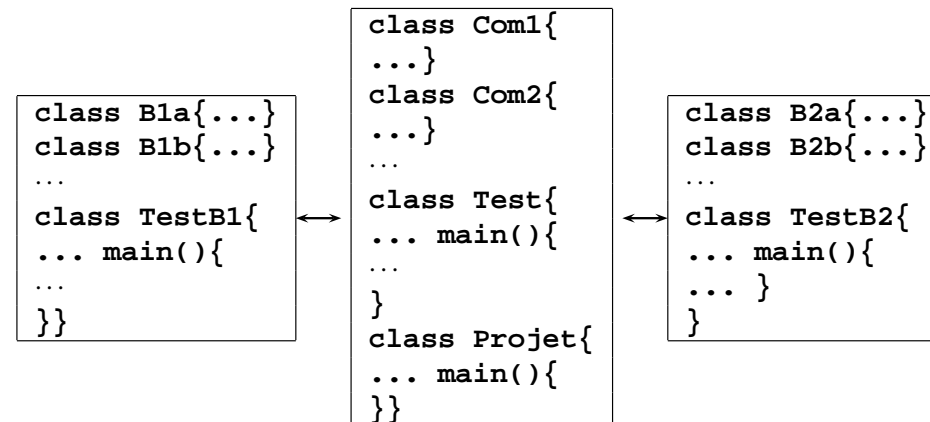 class B1a{...}
class B1b{...}
...
class TestB1{
... main(){
...
}}
class Com1{
...}
class Com2{
...}
...
class Test{
... main(){
...
}
class Projet{
... main(){
}}
class B2a{...}
class B2b{...}
...
class TestB2{
... main(){
... }
}